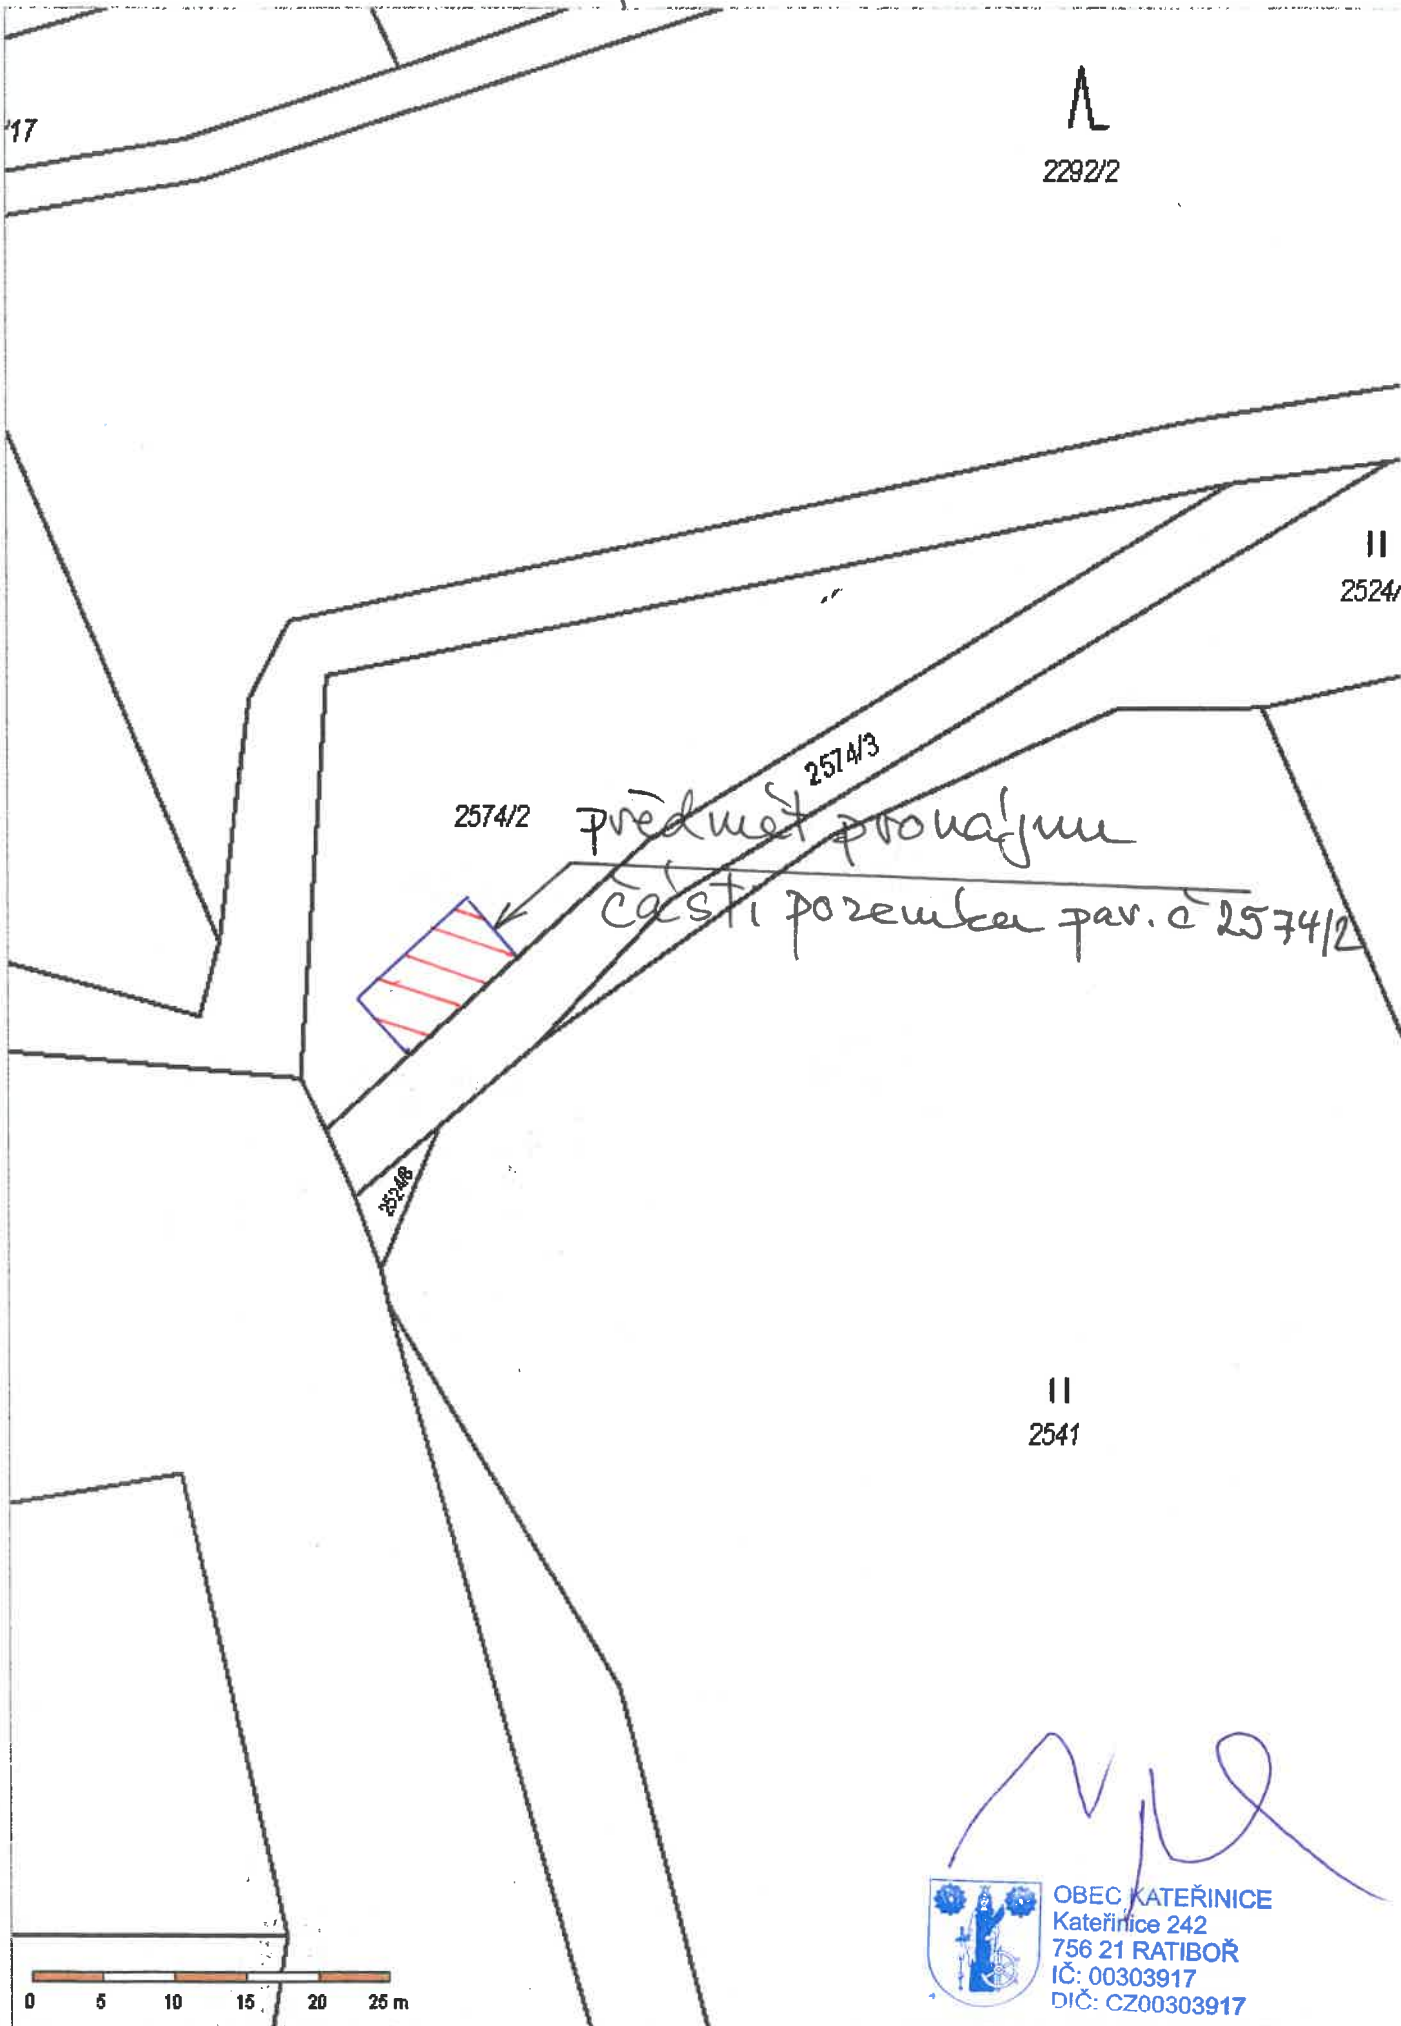 17
2292/2
II
2524/
2574/3
2574/2
předmět pronájmu
části pozemku par. č 2574/2
2524/8
II
2541
OBEC KATEŘINICE
Kateřinice 242
756 21 RATIBOŘ
IČ: 00303917
DIČ: CZ00303917
0 5 10 15 20 25 m